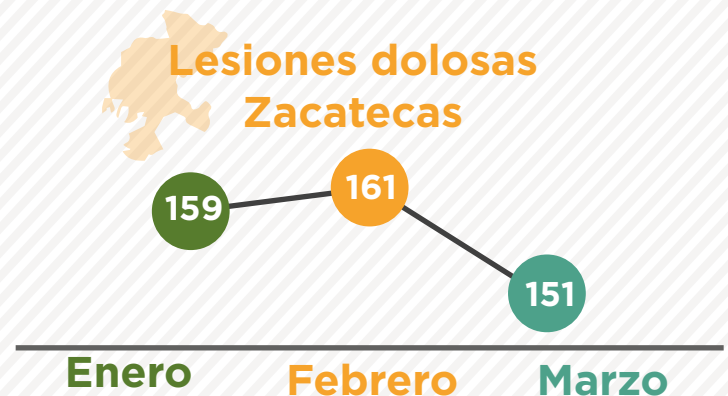 Lesiones dolosas
Zacatecas
159
161
151
Enero
Febrero
Marzo